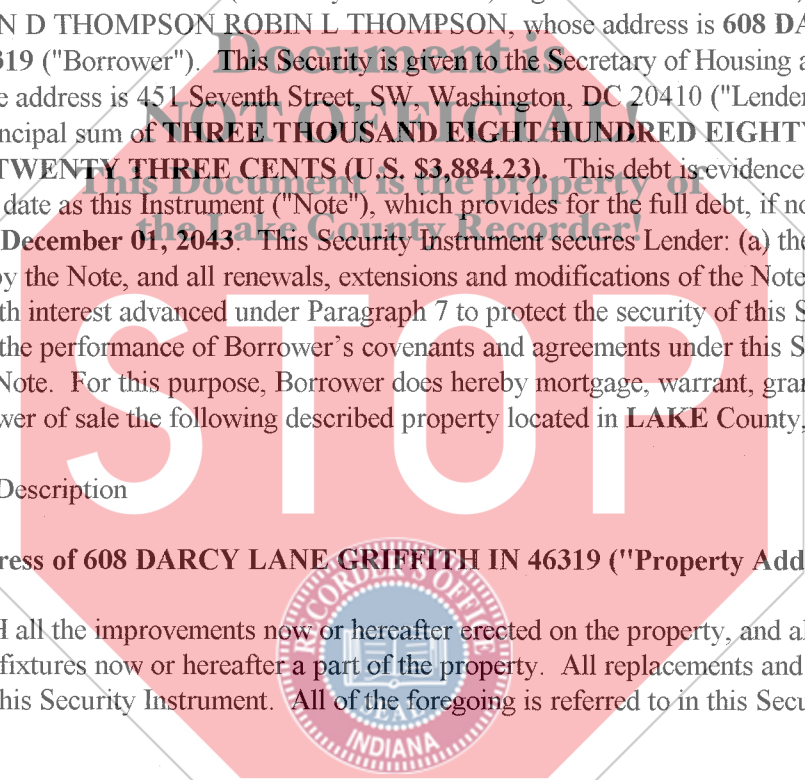 N D THOMPSON ROBIN L THOMPSON, whose address is 608 DA
319 ("Borrower"). This Security is given to the Secretary of Housing a
Document is
e address is 451 Seventh Street, SW, Washington, DC 20410 ("Lender
NOT OFFICIAL!
ncipal sum of THREE THOUSAND EIGHT HUNDRED EIGHTY
TWENTY THREE CENTS (U.S. $3,884.23). This debt is evidence
This Document is the property of
date as this Instrument ("Note"), which provides for the full debt, if no
the Lake County Recorder!
December 01, 2043. This Security Instrument secures Lender: (a) the
by the Note, and all renewals, extensions and modifications of the Note
th interest advanced under Paragraph 7 to protect the security of this S
the performance of Borrower's covenants and agreements under this S
Note. For this purpose, Borrower does hereby mortgage, warrant, gran
wer of sale the following described property located in LAKE County,
STOP
Description
ress of 608 DARCY LANE GRIFFITH IN 46319 ("Property Add
H all the improvements now or hereafter erected on the property, and al
fixtures now or hereafter a part of the property. All replacements and
his Security Instrument. All of the foregoing is referred to in this Secu
RECORDER'S OFFICE
SEAL
INDIANA